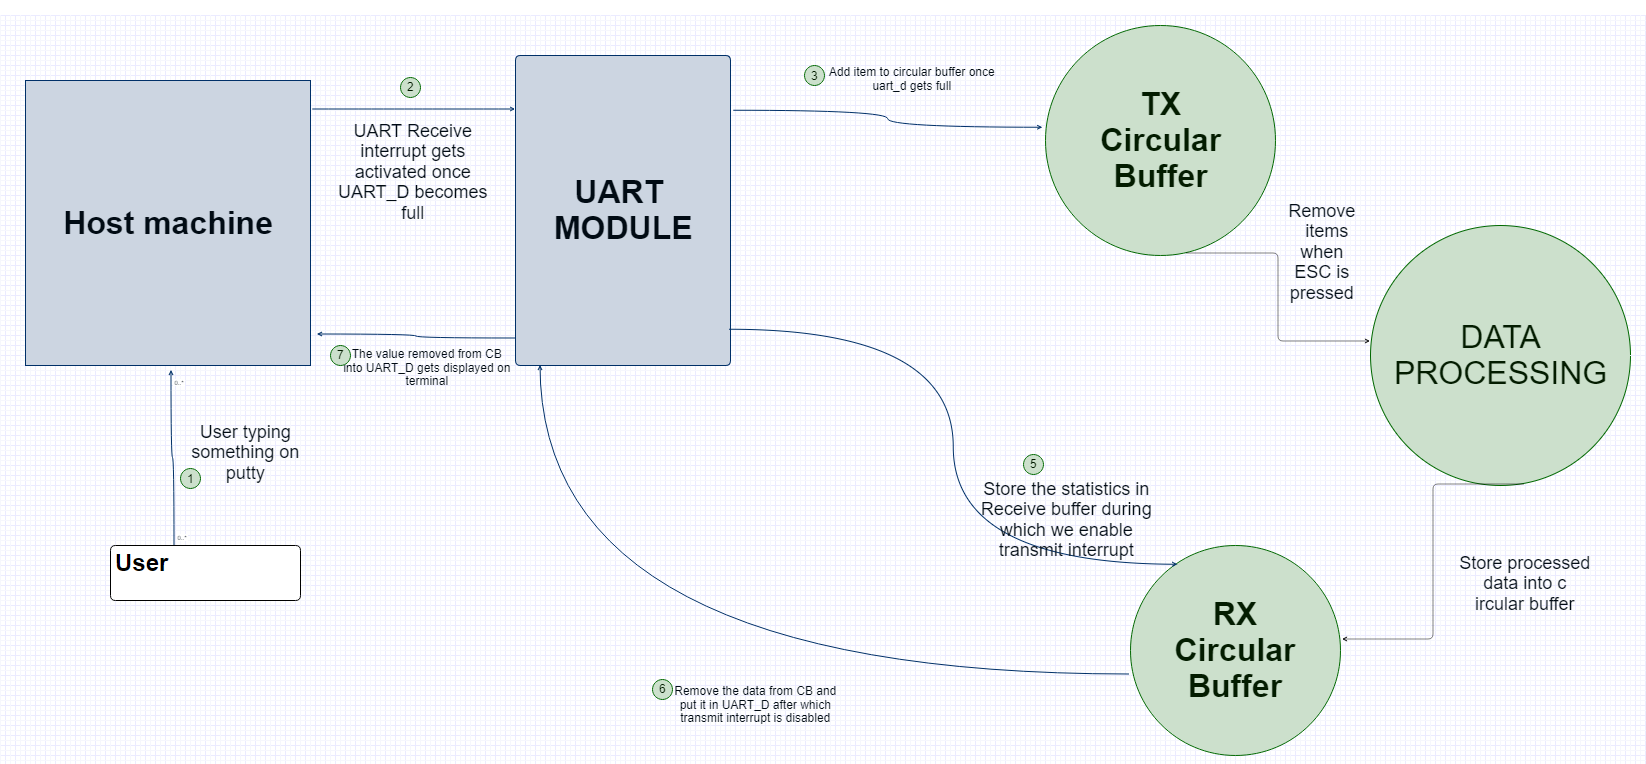 Host machine
2
UART Receive
interrupt gets
activated once
UART_D becomes
full
UART
MODULE
3
Add item to circular buffer once
uart_d gets full
TX
Circular
Buffer
Remove
items
when
ESC is
pressed
DATA
PROCESSING
7
The value removed from CB
into UART_D gets displayed on
terminal
0..*
User typing
something on
putty
1
0..*
User
5
Store the statistics in
Receive buffer during
which we enable
transmit interrupt
Store processed
data into c
ircular buffer
RX
Circular
Buffer
6
Remove the data from CB and
put it in UART_D after which
transmit interrupt is disabled